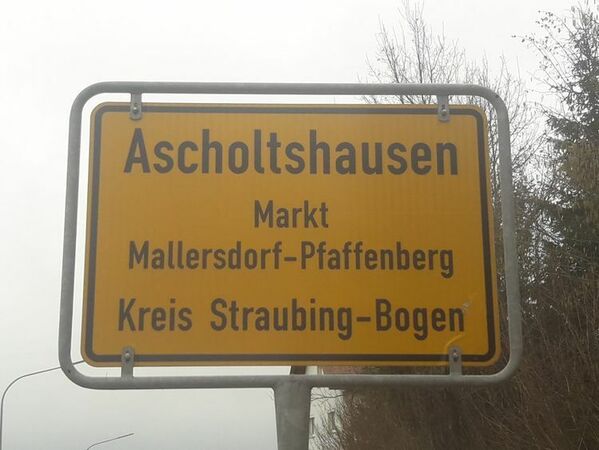 Ascholtshausen
Markt
Mallersdorf-Pfaffenberg
Kreis Straubing-Bogen